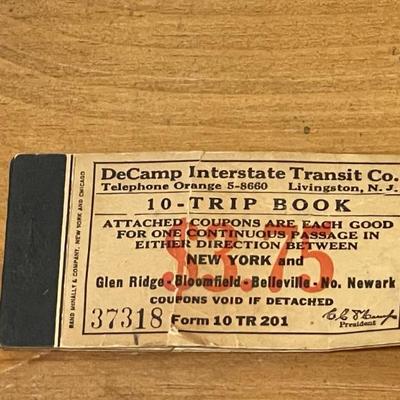 DeCamp Interstate Transit Co.
Telephone Orange 5-8660 Livingston, N. J.
10-TRIP BOOK
ATTACHED COUPONS ARE EACH GOOD
FOR ONE CONTINUOUS PASSAGE IN
EITHER DIRECTION BETWEEN
$3.75
NEW YORK and
Glen Ridge-Bloomfield-Belleville-No. Newark
COUPONS VOID IF DETACHED
37318 Form 10 TR 201
President
RAND MCNALLY & COMPANY, NEW YORK AND CHICAGO